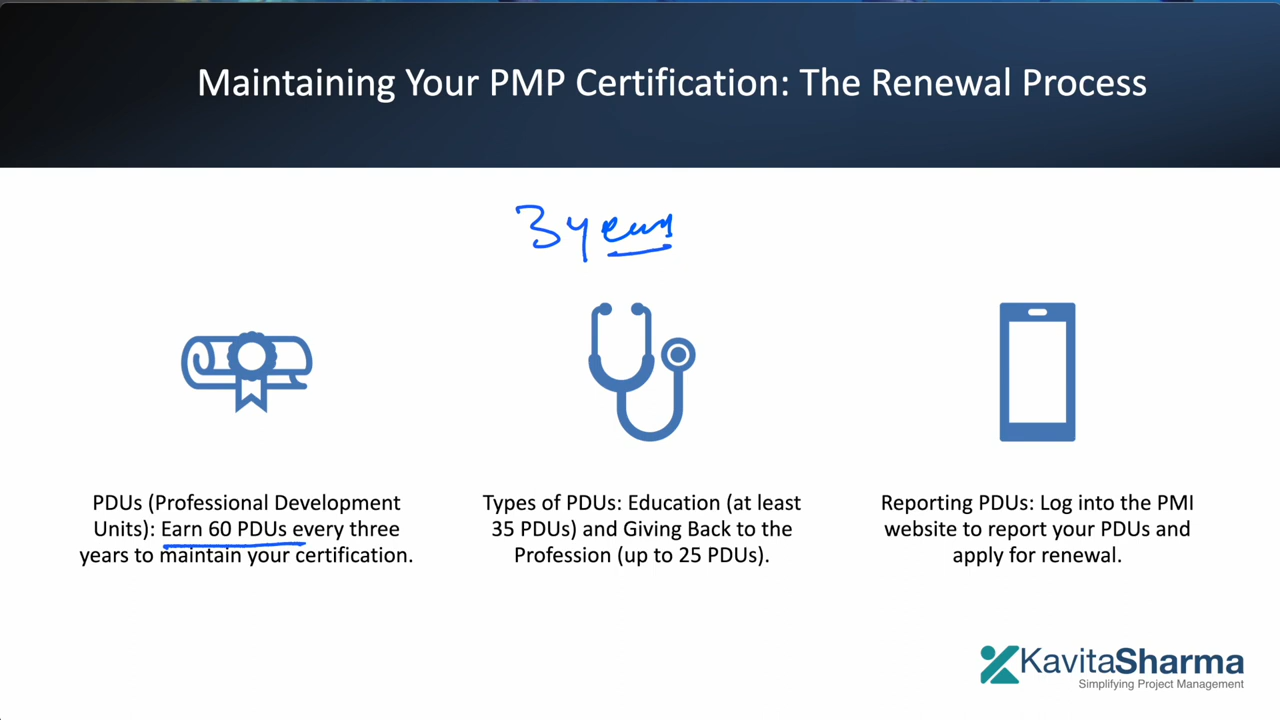 Maintaining Your PMP Certification: The Renewal Process
3 years
PDUs (Professional Development
Units): Earn 60 PDUs every three
years to maintain your certification.
Types of PDUs: Education (at least
35 PDUs) and Giving Back to the
Profession (up to 25 PDUs).
Reporting PDUs: Log into the PMI
website to report your PDUs and
apply for renewal.
KavitaSharma
Simplifying Project Management